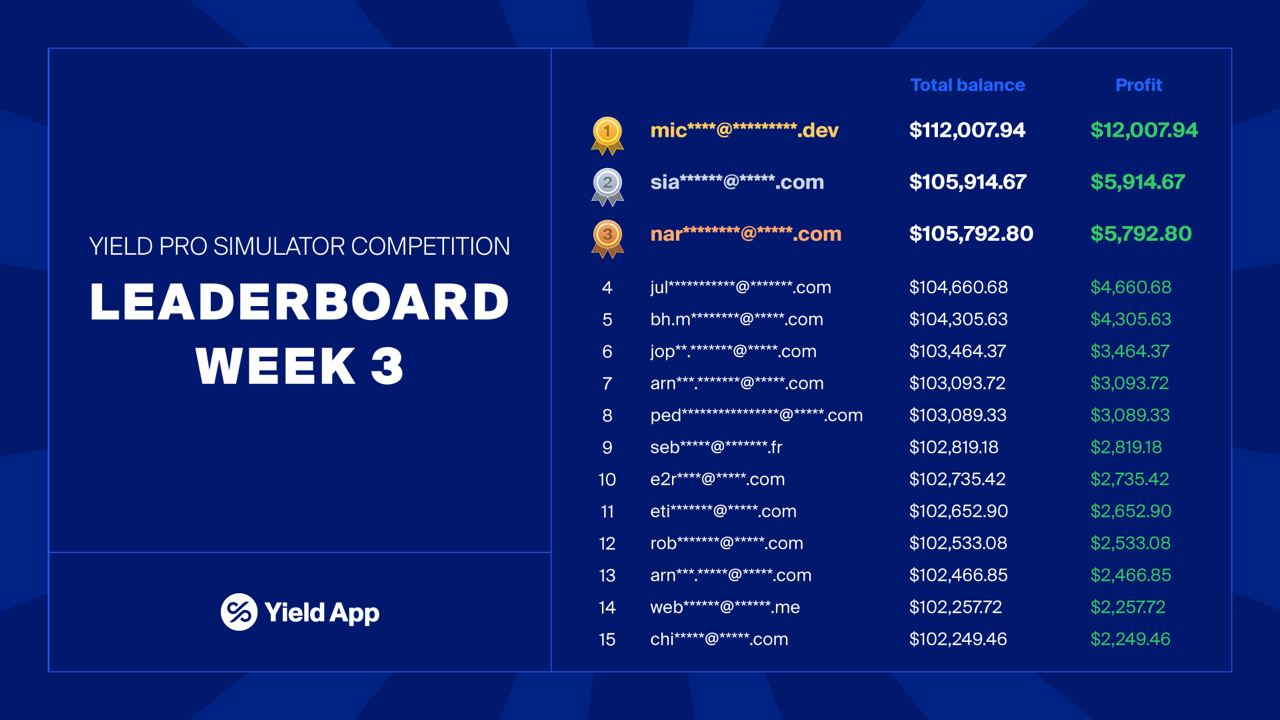 YIELD PRO SIMULATOR COMPETITION
LEADERBOARD
WEEK 3
Yield App
Total balance Profit
1 mic****@*********.dev $112,007.94 $12,007.94
2 sia******@*****.com $105,914.67 $5,914.67
3 nar********@*****.com $105,792.80 $5,792.80
4 jul***********@*******.com $104,660.68 $4,660.68
5 bh.m********@*****.com $104,305.63 $4,305.63
6 jop**.*******@*****.com $103,464.37 $3,464.37
7 arn***.*******@*****.com $103,093.72 $3,093.72
8 ped****************@*****.com $103,089.33 $3,089.33
9 seb*****@*******.fr $102,819.18 $2,819.18
10 e2r****@*****.com $102,735.42 $2,735.42
11 eti*******@*****.com $102,652.90 $2,652.90
12 rob*******@*****.com $102,533.08 $2,533.08
13 arn***.*****@*****.com $102,466.85 $2,466.85
14 web******@******.me $102,257.72 $2,257.72
15 chi*****@*****.com $102,249.46 $2,249.46